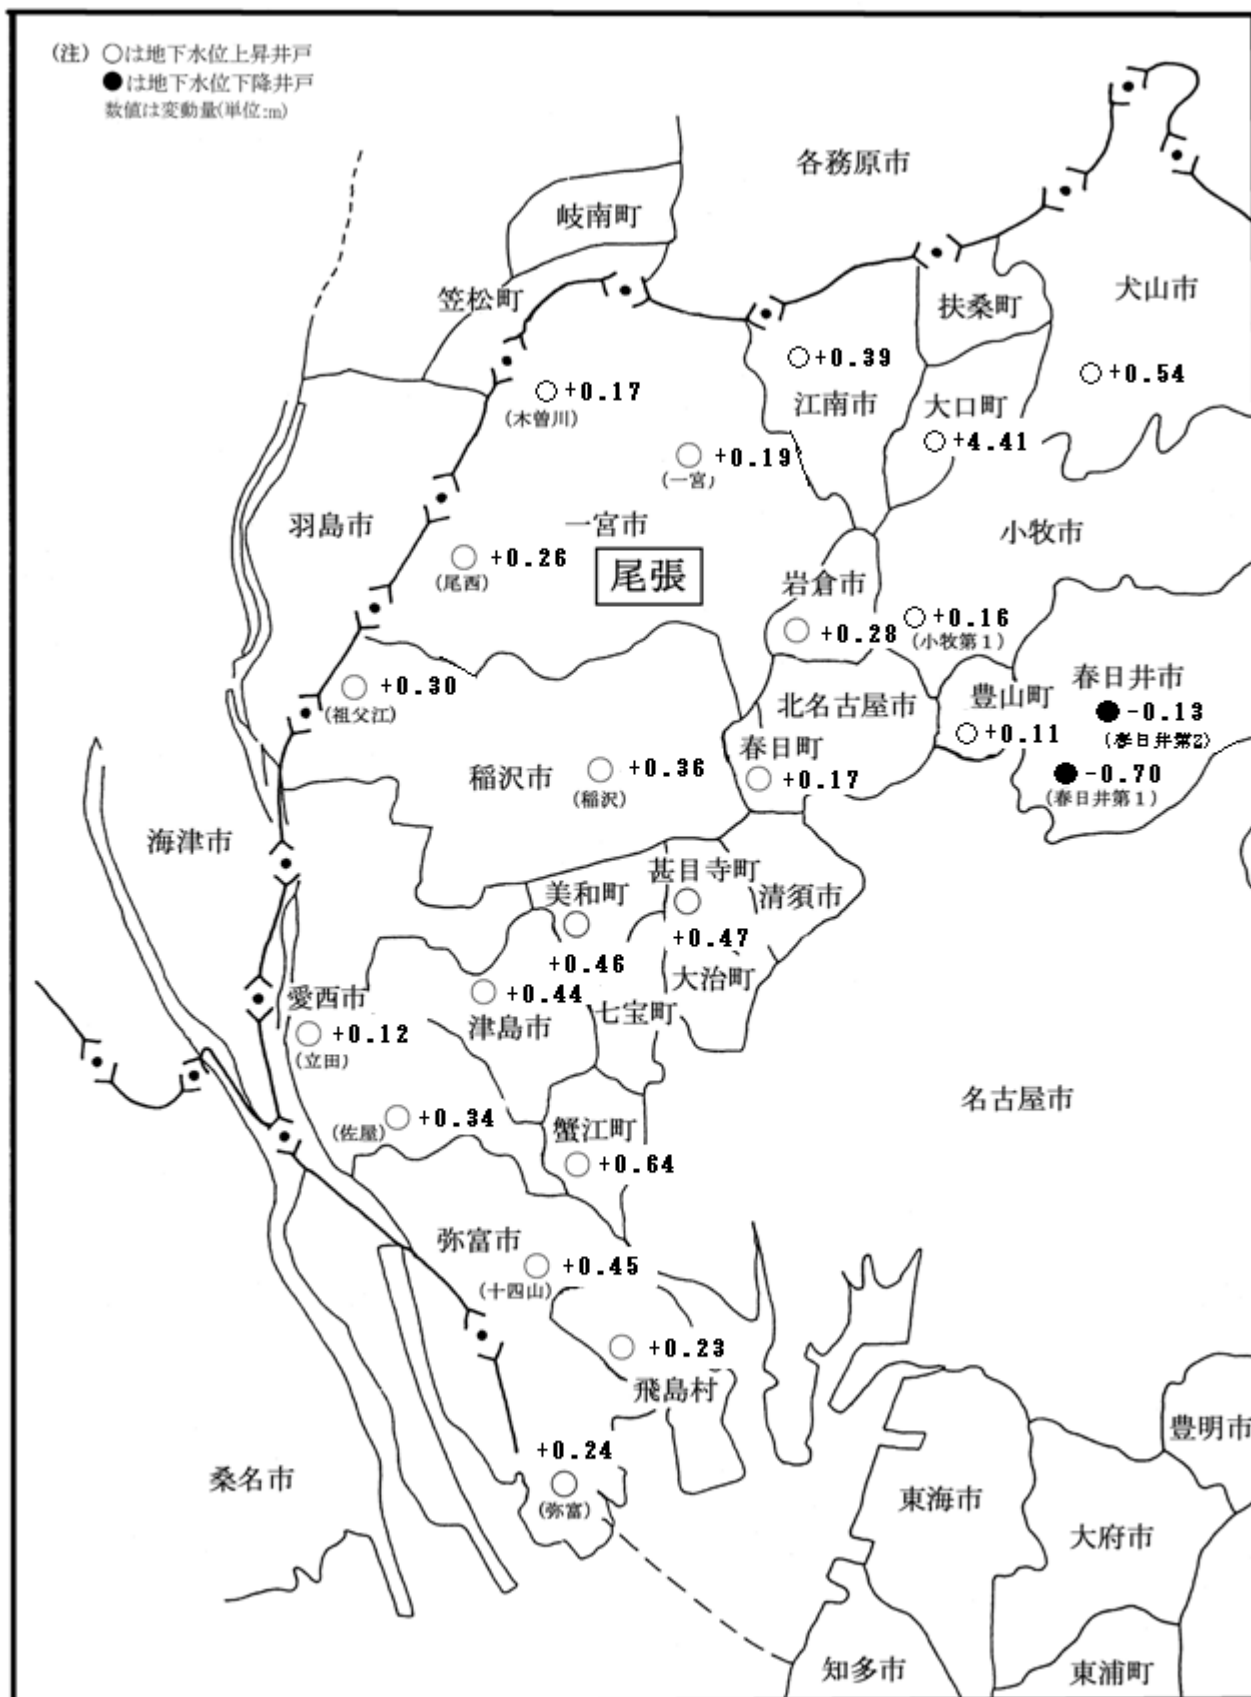 (注) ○は地下水位上昇井戸
●は地下水位下降井戸
数値は変動量(単位:m)
各務原市
岐南町
笠松町
犬山市
扶桑町
+0.39
+0.54
+0.17
(木曽川)
江南市
大口町
+4.41
+0.19
(一宮)
羽島市
一宮市
小牧市
+0.26
(尾西)
尾張
岩倉市
+0.28
+0.16
(小牧第1)
+0.30
(祖父江)
北名古屋市
豊山町
+0.11
春日井市
-0.13
(春日井第2)
-0.70
(春日井第1)
稲沢市
+0.36
(稲沢)
春日町
+0.17
海津市
美和町
+0.46
甚目寺町
+0.47
清須市
大治町
愛西市
+0.12
(立田)
+0.44
津島市
七宝町
名古屋市
(佐屋)
+0.34
蟹江町
+0.64
弥富市
+0.45
(十四山)
+0.23
飛島村
+0.24
(弥富)
桑名市
豊明市
東海市
大府市
知多市
東浦町